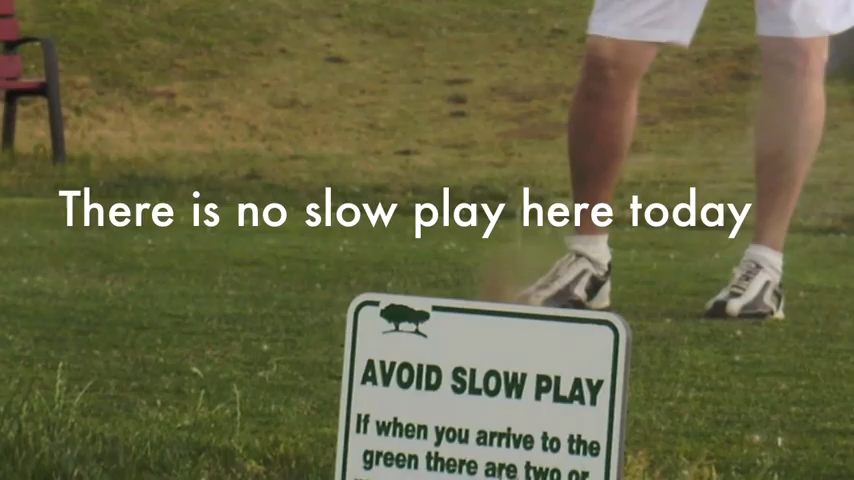 There is no slow play here today
AVOID SLOW PLAY
If when you arrive to the
green there are two or